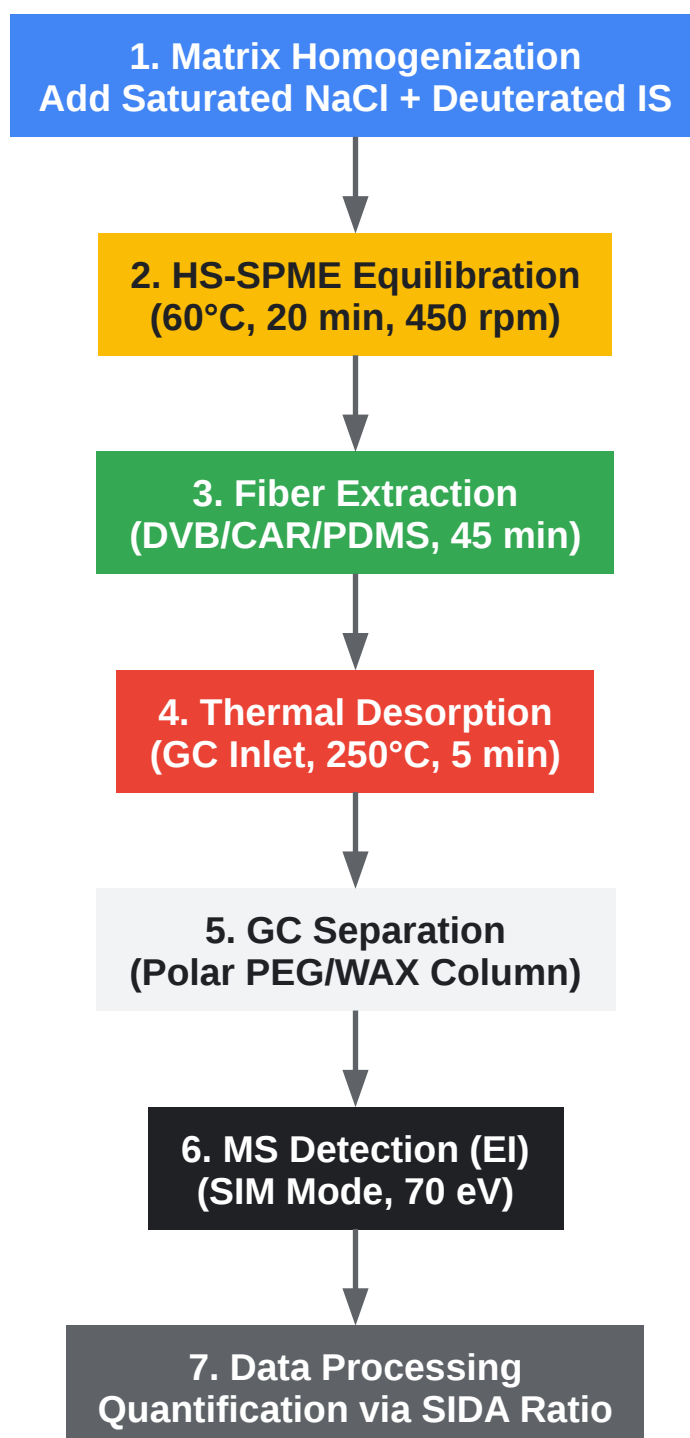 1. Matrix Homogenization
Add Saturated NaCl + Deuterated IS
2. HS-SPME Equilibration
(60°C, 20 min, 450 rpm)
3. Fiber Extraction
(DVB/CAR/PDMS, 45 min)
4. Thermal Desorption
(GC Inlet, 250°C, 5 min)
5. GC Separation
(Polar PEG/WAX Column)
6. MS Detection (EI)
(SIM Mode, 70 eV)
7. Data Processing
Quantification via SIDA Ratio